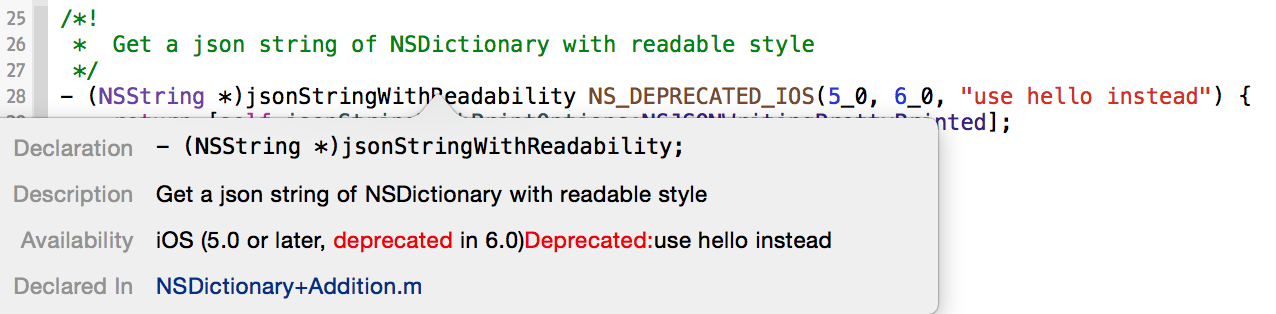 25 /*!
26 * Get a json string of NSDictionary with readable style
27 */
28 - (NSString *)jsonStringWithReadability NS_DEPRECATED_IOS(5_0, 6_0, "use hello instead") {
nted];
Declaration - (NSString *)jsonStringWithReadability;
Description Get a json string of NSDictionary with readable style
Availability iOS (5.0 or later, deprecated in 6.0)Deprecated:use hello instead
Declared In NSDictionary+Addition.m